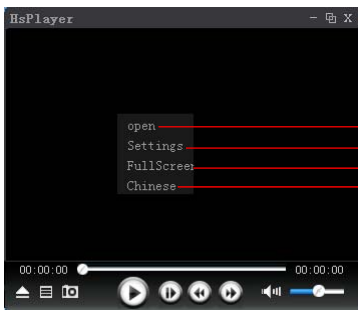 HsPlayer
open
Settings
FullScreen
Chinese
00:00:00 00:00:00